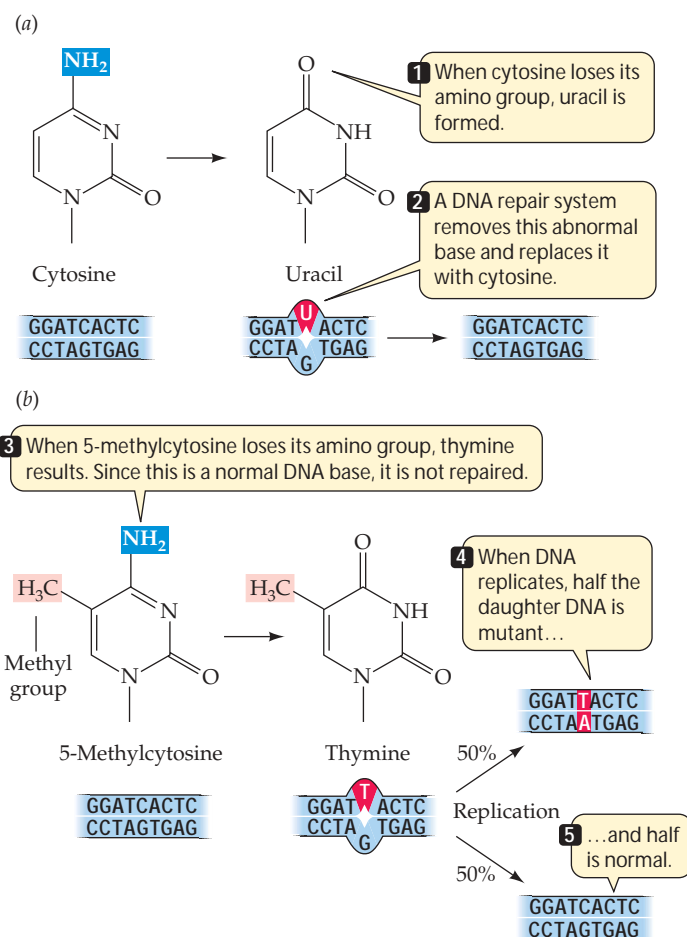 (a)
NH₂
N
N
O
Cytosine
O
NH
N
O
Uracil
1 When cytosine loses its
amino group, uracil is
formed.
2 A DNA repair system
removes this abnormal
base and replaces it
with cytosine.
GGATCACTC
CCTAGTGAG
GGAT U ACTC
CCTA G TGAG
GGATCACTC
CCTAGTGAG
(b)
3 When 5-methylcytosine loses its amino group, thymine
results. Since this is a normal DNA base, it is not repaired.
NH₂
H₃C
N
N
O
Methyl
group
5-Methylcytosine
O
H₃C
NH
N
O
Thymine
4 When DNA
replicates, half the
daughter DNA is
mutant…
GGATTACTC
CCTAATGAG
50%
GGATCACTC
CCTAGTGAG
GGAT T ACTC
CCTA G TGAG
Replication
50%
5 …and half
is normal.
GGATCACTC
CCTAGTGAG